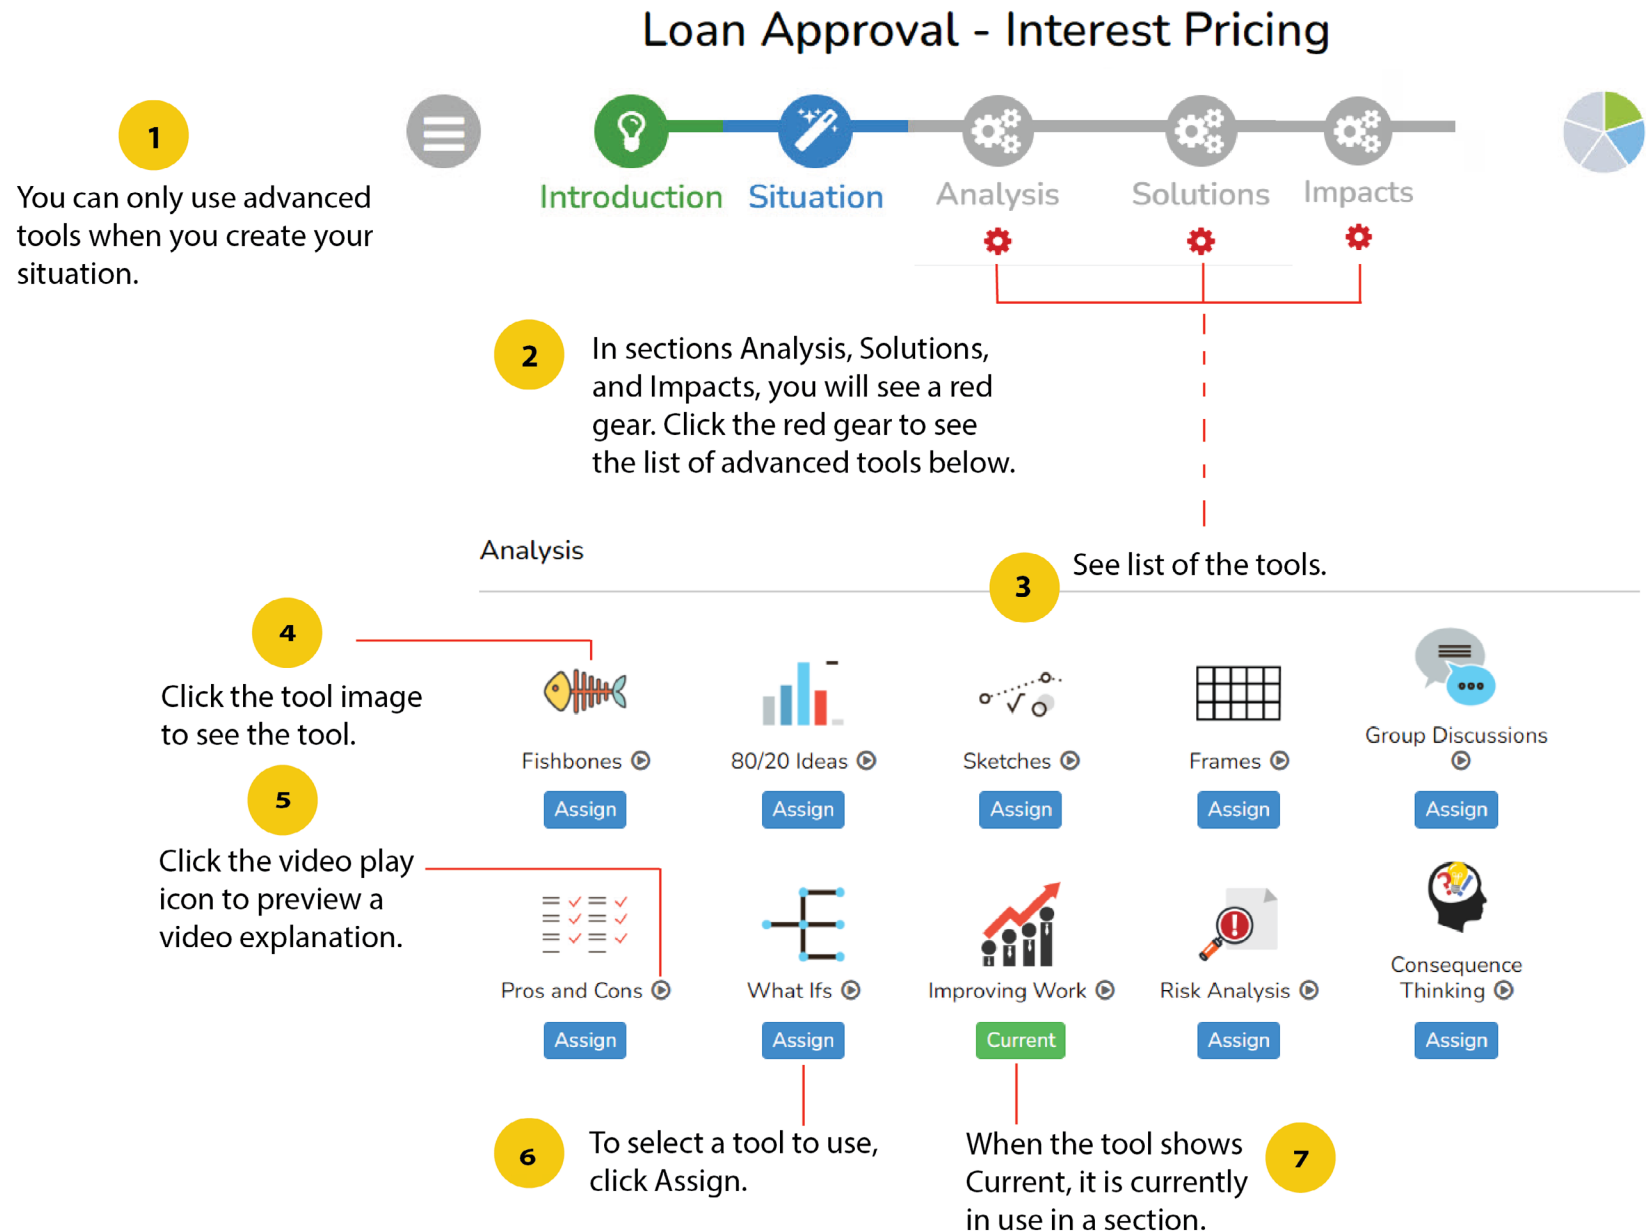 Loan Approval - Interest Pricing
1
You can only use advanced
tools when you create your
situation.
Introduction
Situation
Analysis
Solutions
Impacts
2
In sections Analysis, Solutions,
and Impacts, you will see a red
gear. Click the red gear to see
the list of advanced tools below.
Analysis
3
See list of the tools.
4
Click the tool image
to see the tool.
Fishbones
80/20 Ideas
Sketches
Frames
Group Discussions
Assign
Assign
Assign
Assign
Assign
5
Click the video play
icon to preview a
video explanation.
Pros and Cons
What Ifs
Improving Work
Risk Analysis
Consequence
Thinking
Assign
Assign
Current
Assign
Assign
6
To select a tool to use,
click Assign.
When the tool shows
Current, it is currently
in use in a section.
7